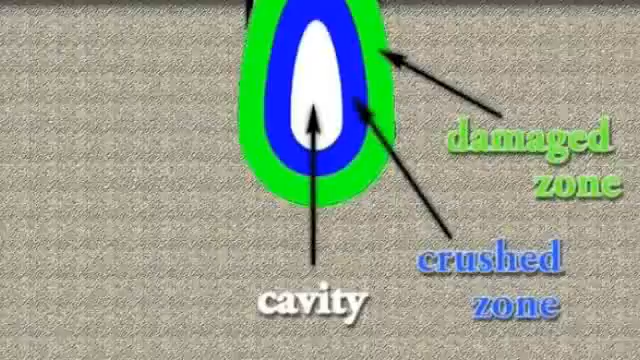 damaged
zone
crushed
zone
cavity